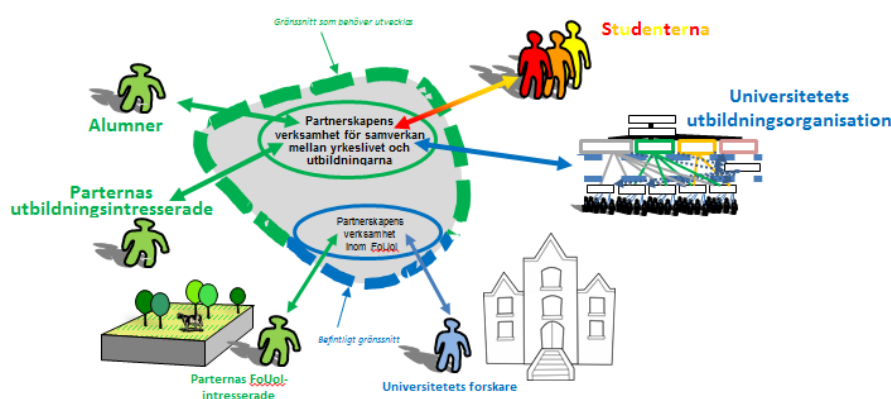 Gränssnitt som behöver utvecklas
Studenterna
Alumner
Partnerskapens
verksamhet för samverkan
mellan yrkeslivet och
utbildningarna
Universitetets
utbildningsorganisation
Parternas
utbildningsintresserade
Partnerskapens
verksamhet
inom FoUoI
Befintligt gränssnitt
Parternas FoUoI-
intresserade
Universitetets forskare